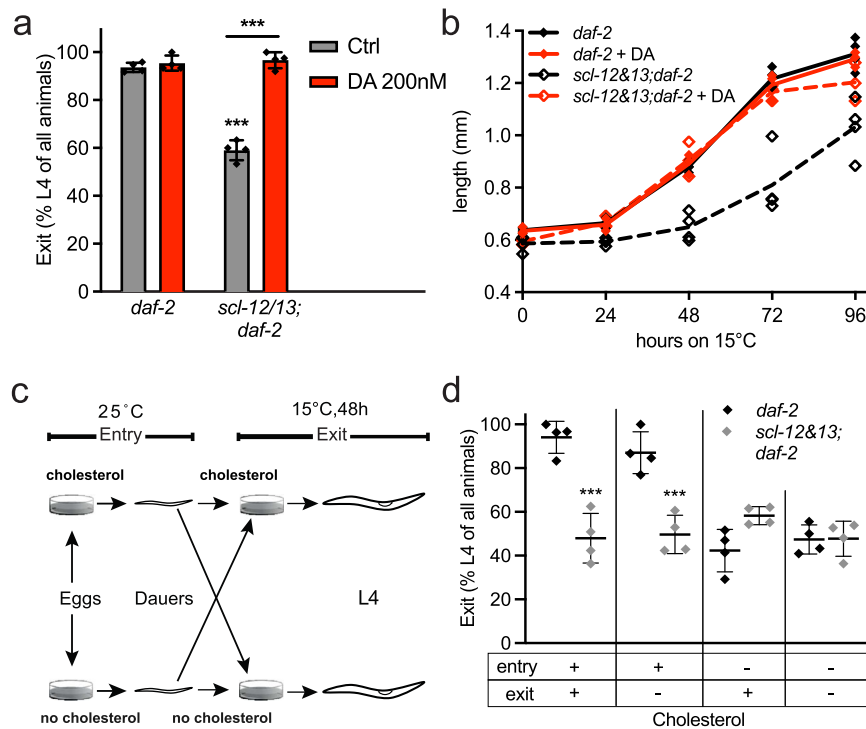 a
Exit (% L4 of all animals)
100
80
60
40
20
0
***
***
Ctrl
DA 200nM
daf-2
scl-12/13;
daf-2
b
length (mm)
1.4
1.2
1.0
0.8
0.6
0.4
daf-2
daf-2 + DA
scl-12&13;daf-2
scl-12&13;daf-2 + DA
0 24 48 72 96
hours on 15°C
c
25°C 15°C,48h
Entry Exit
cholesterol cholesterol
Eggs Dauers L4
no cholesterol no cholesterol
d
Exit (% L4 of all animals)
100
80
60
40
20
0
daf-2
scl-12&13;
daf-2
*** ***
entry + + - -
exit + - + -
Cholesterol